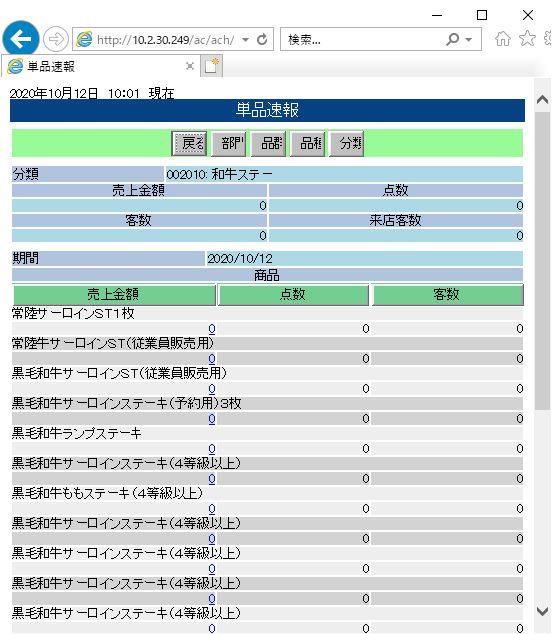 http://10.2.30.249/ac/ach/
検索...
単品速報
2020年10月12日 10:01 現在
単品速報
戻る 部門 品群 品種 分類
分類 002010: 和牛ステー
売上金額 点数
0 0
客数 来店客数
0 0
期間 2020/10/12
商品
売上金額 点数 客数
常陸サーロインST1枚
0 0 0
常陸牛サーロインST(従業員販売用)
0 0 0
黒毛和牛サーロインST(従業員販売用)
0 0 0
黒毛和牛サーロインステーキ(予約用)3枚
0 0 0
黒毛和牛ランプステーキ
0 0 0
黒毛和牛サーロインステーキ(4等級以上)
0 0 0
黒毛和牛ももステーキ(4等級以上)
0 0 0
黒毛和牛サーロインステーキ(4等級以上)
0 0 0
黒毛和牛サーロインステーキ(4等級以上)
0 0 0
黒毛和牛サーロインステーキ(4等級以上)
0 0 0
黒毛和牛サーロインステーキ(4等級以上)
0 0 0